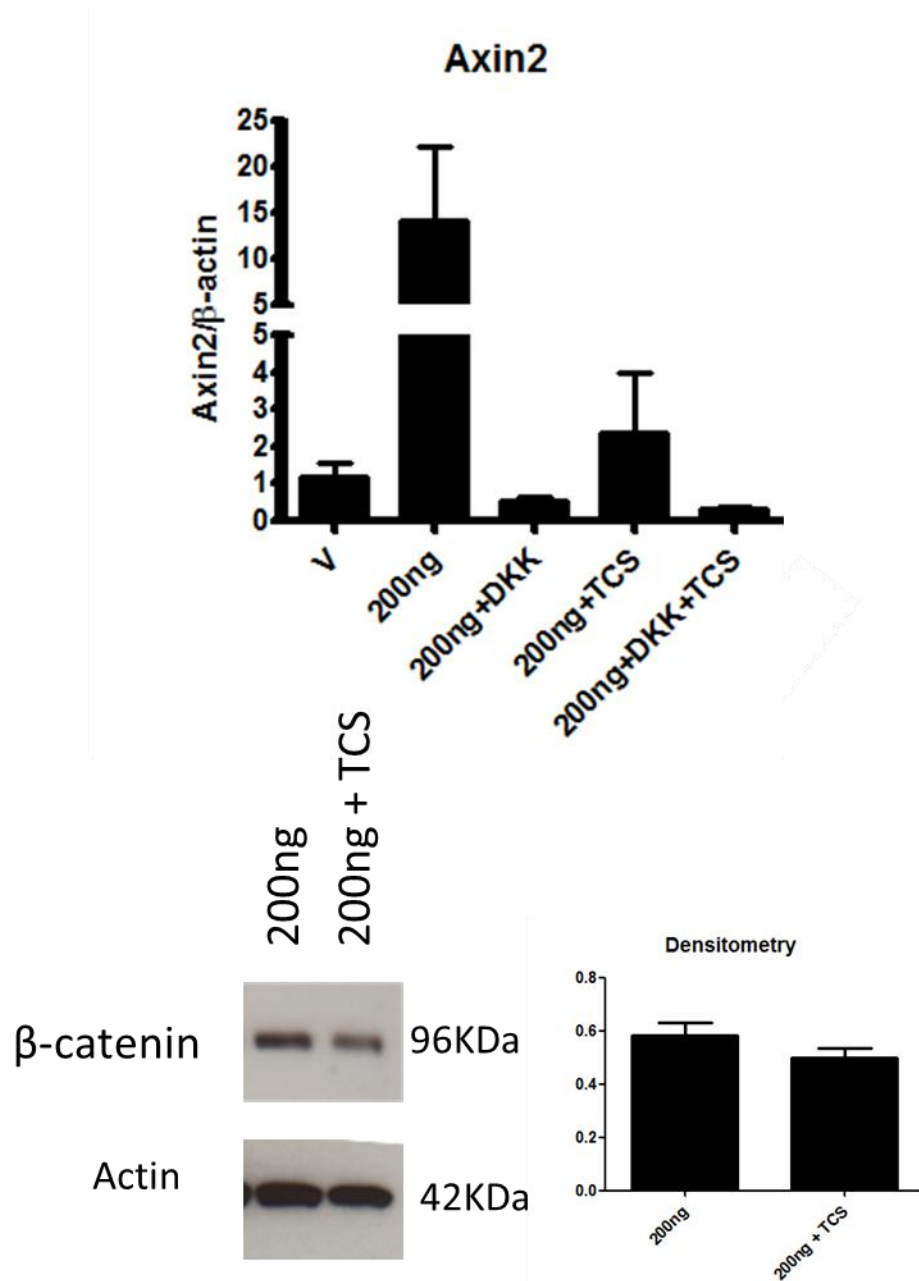 Axin2
Axin2/β-actin
25
20
15
10
5
5
4
3
2
1
0
V
200ng
200ng+DKK
200ng+TCS
200ng+DKK+TCS
200ng
200ng + TCS
β-catenin
96KDa
Actin
42KDa
Densitometry
0.8
0.6
0.4
0.2
0.0
200ng
200ng + TCS